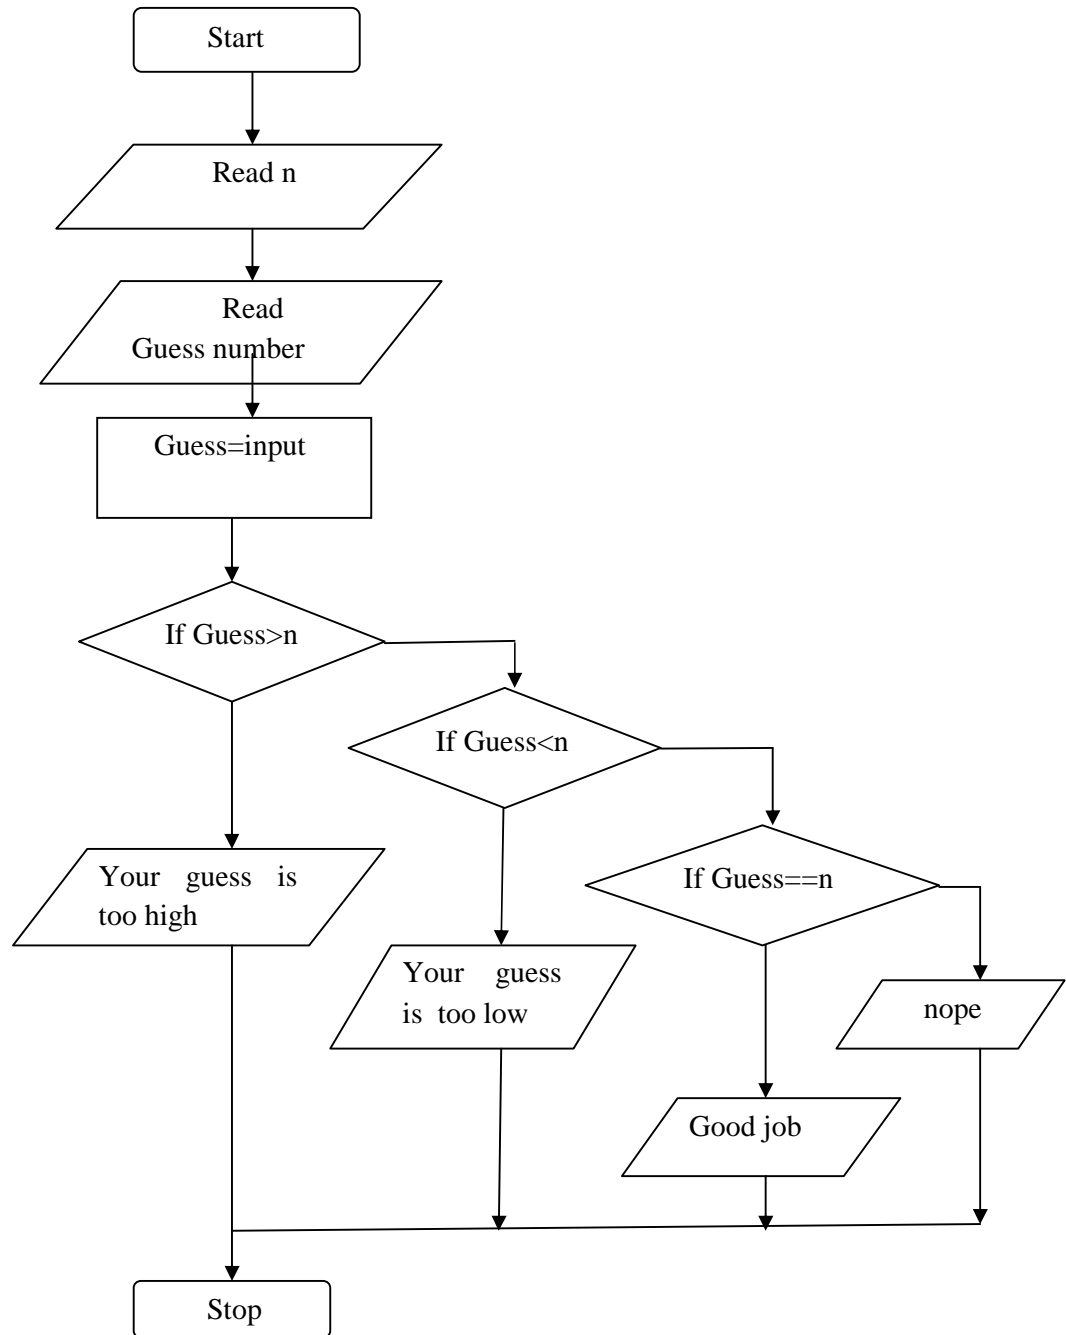 Start
Read n
Read
Guess number
Guess=input
If Guess>n
If Guess<n
If Guess==n
Your guess is
too high
Your guess
is too low
nope
Good job
Stop